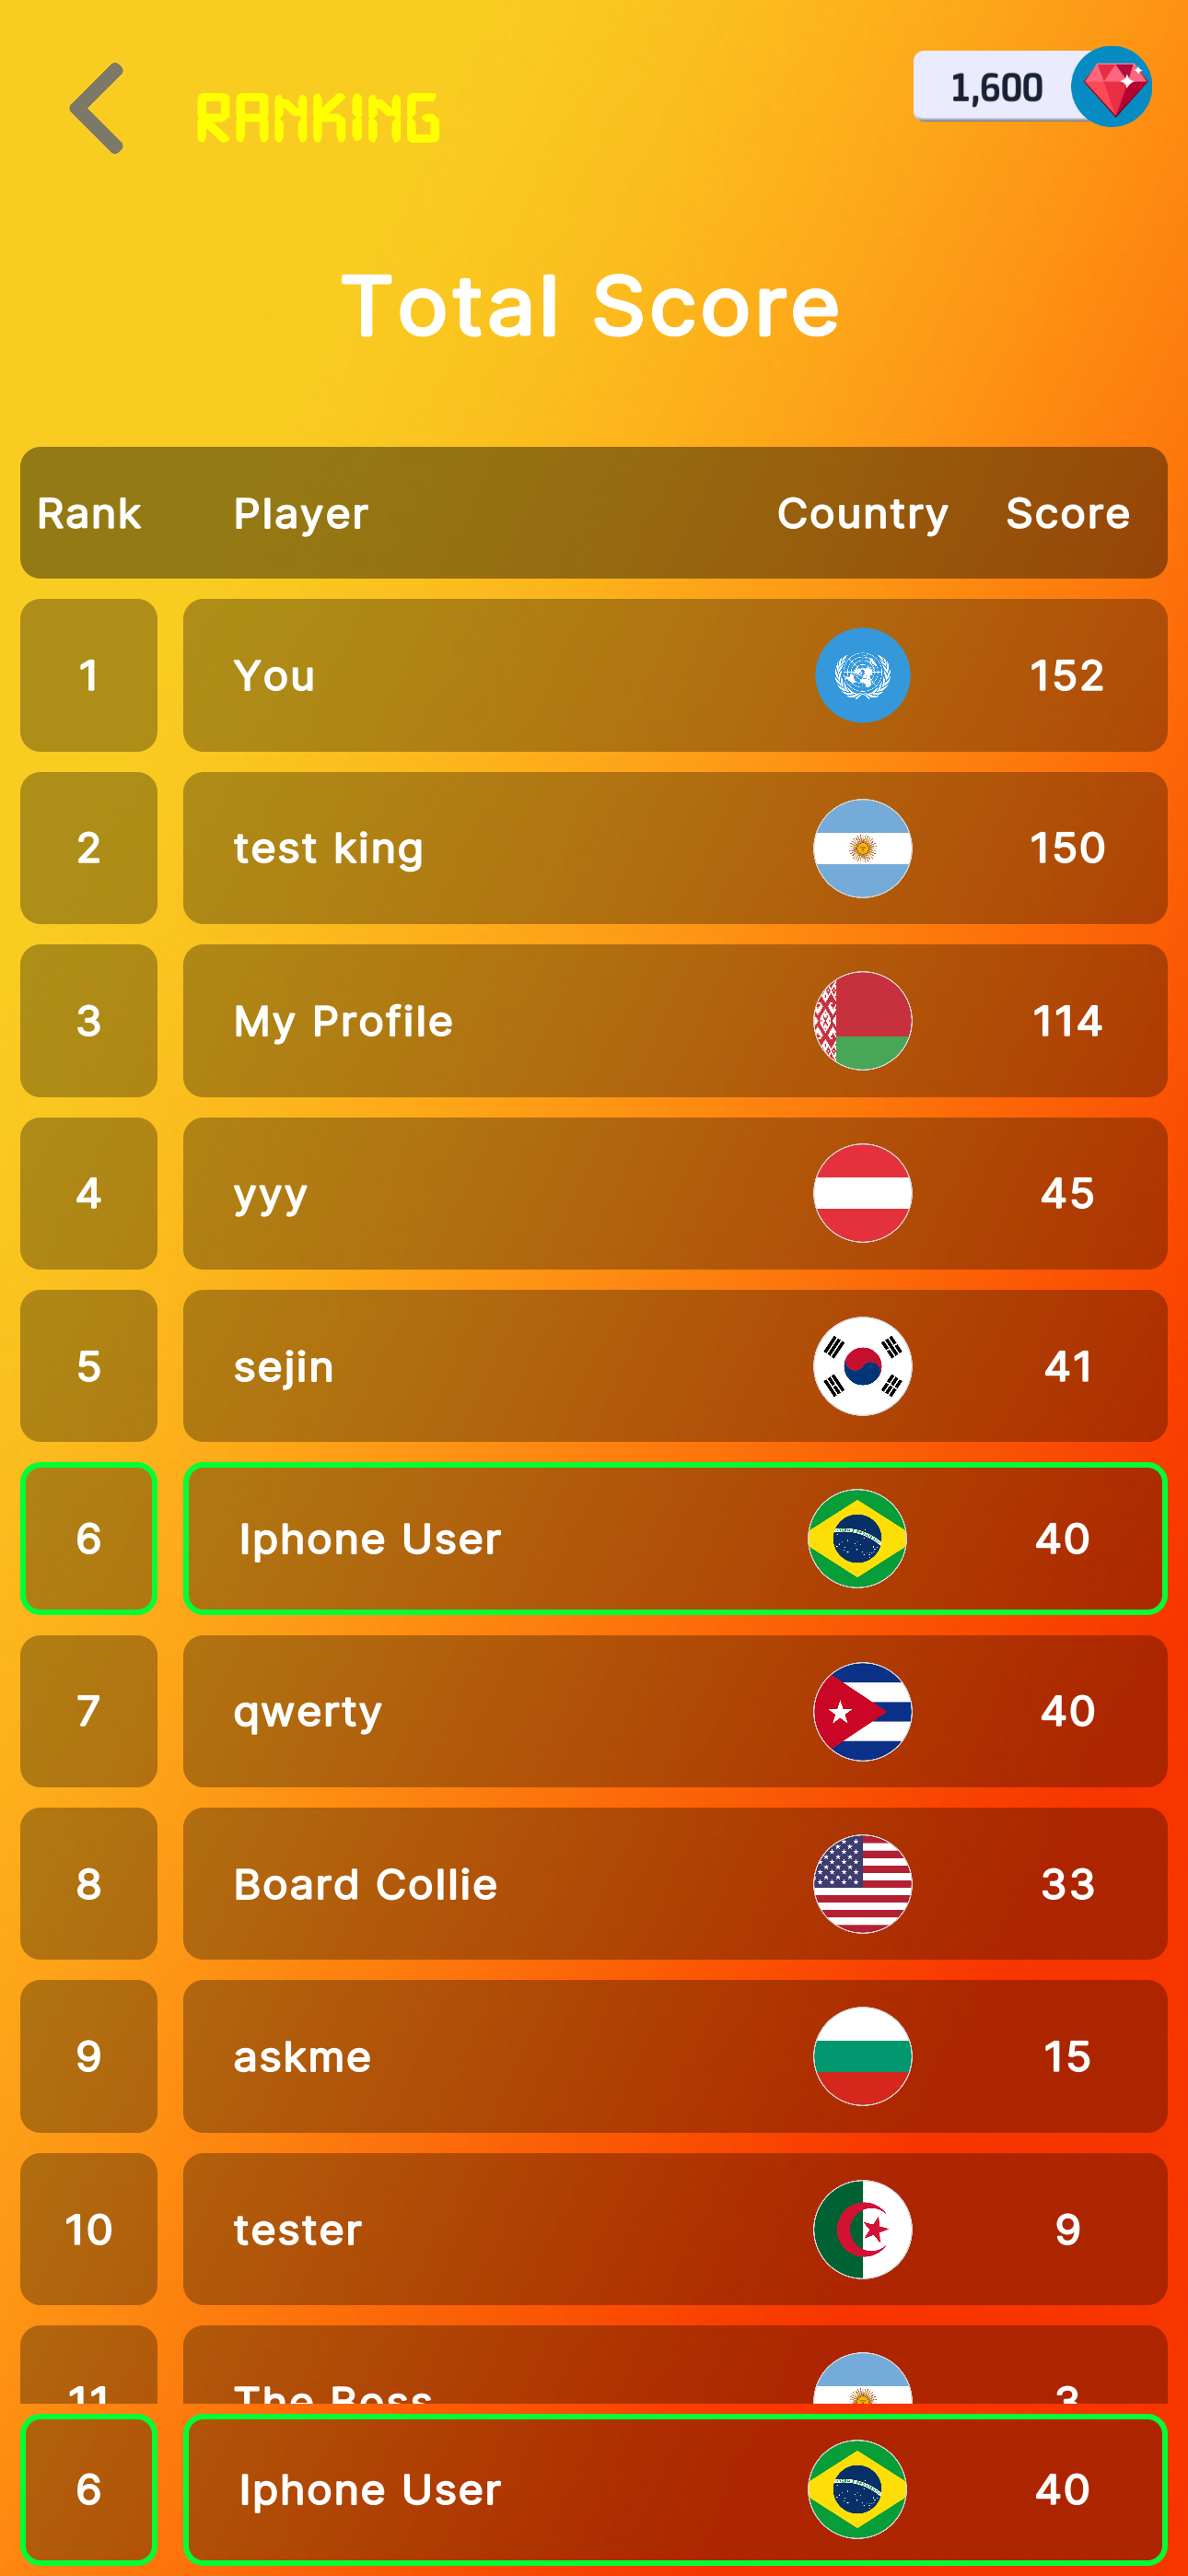 RANKING
1,600
Total Score
Rank Player Country Score
1 You 152
2 test king 150
3 My Profile 114
4 yyy 45
5 sejin 41
6 Iphone User 40
7 qwerty 40
8 Board Collie 33
9 askme 15
10 tester 9
11 The Boss 3
6 Iphone User 40